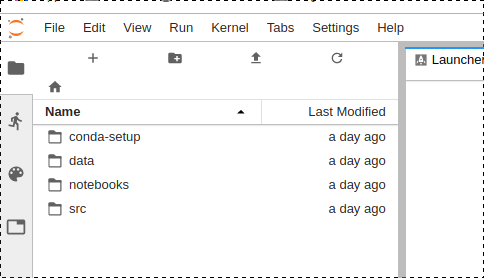 File Edit View Run Kernel Tabs Settings Help
Launcher
Name Last Modified
conda-setup a day ago
data a day ago
notebooks a day ago
src a day ago